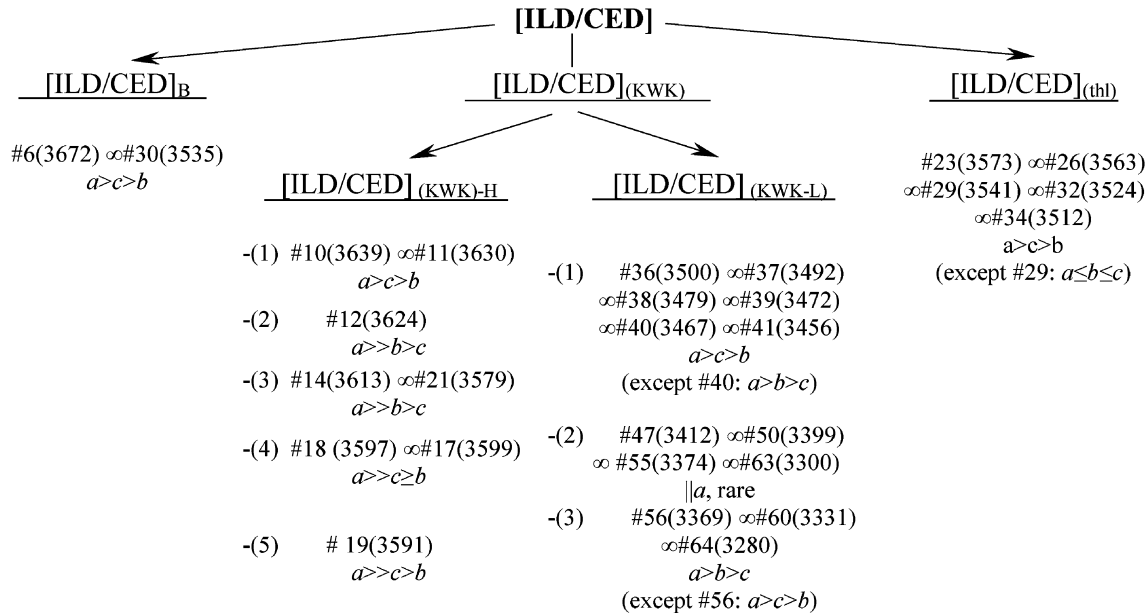 [ILD/CED]
[ILD/CED]B
#6(3672) ∞#30(3535)
a>c>b
[ILD/CED](KWK)
[ILD/CED] (KWK)-H
-(1) #10(3639) ∞#11(3630)
a>c>b
-(2) #12(3624)
a>>b>c
-(3) #14(3613) ∞#21(3579)
a>>b>c
-(4) #18 (3597) ∞#17(3599)
a>>c≥b
-(5) # 19(3591)
a>>c>b
[ILD/CED] (KWK-L)
-(1) #36(3500) ∞#37(3492)
∞#38(3479) ∞#39(3472)
∞#40(3467) ∞#41(3456)
a>c>b
(except #40: a>b>c)
-(2) #47(3412) ∞#50(3399)
∞ #55(3374) ∞#63(3300)
||a, rare
-(3) #56(3369) ∞#60(3331)
∞#64(3280)
a>b>c
(except #56: a>c>b)
[ILD/CED](thl)
#23(3573) ∞#26(3563)
∞#29(3541) ∞#32(3524)
∞#34(3512)
a>c>b
(except #29: a≤b≤c)